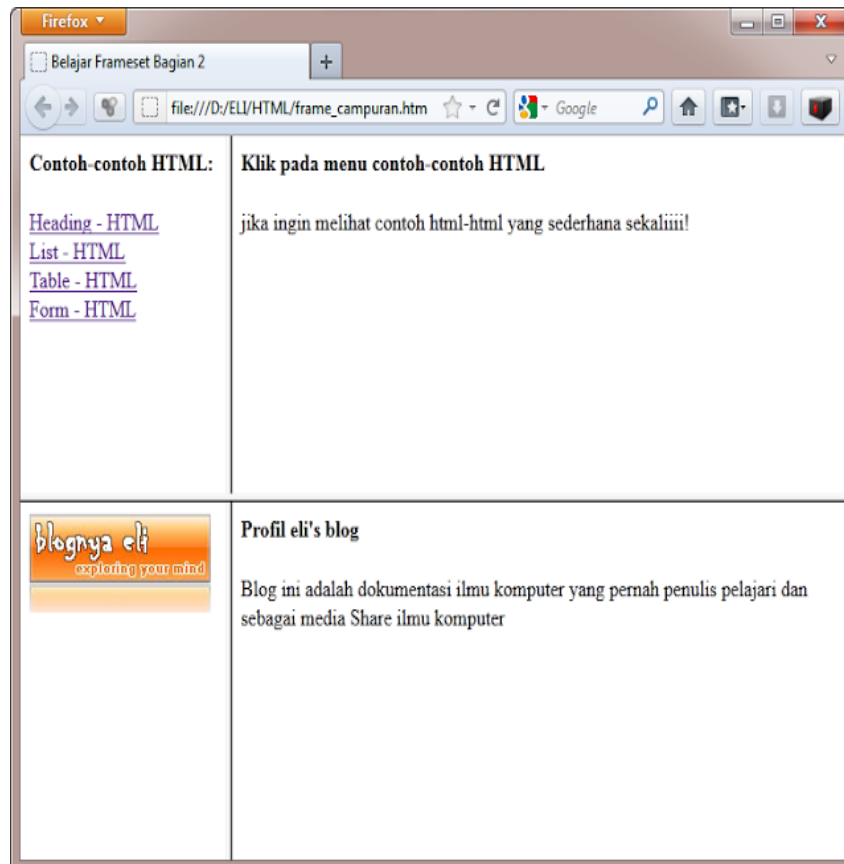 Firefox
Belajar Frameset Bagian 2
file:///D:/ELI/HTML/frame_campuran.htm
Google
Contoh-contoh HTML:
Heading - HTML
List - HTML
Table - HTML
Form - HTML
Klik pada menu contoh-contoh HTML
jika ingin melihat contoh html-html yang sederhana sekaliiiii!
blognya eli
exploring your mind
Profil eli's blog
Blog ini adalah dokumentasi ilmu komputer yang pernah penulis pelajari dan
sebagai media Share ilmu komputer